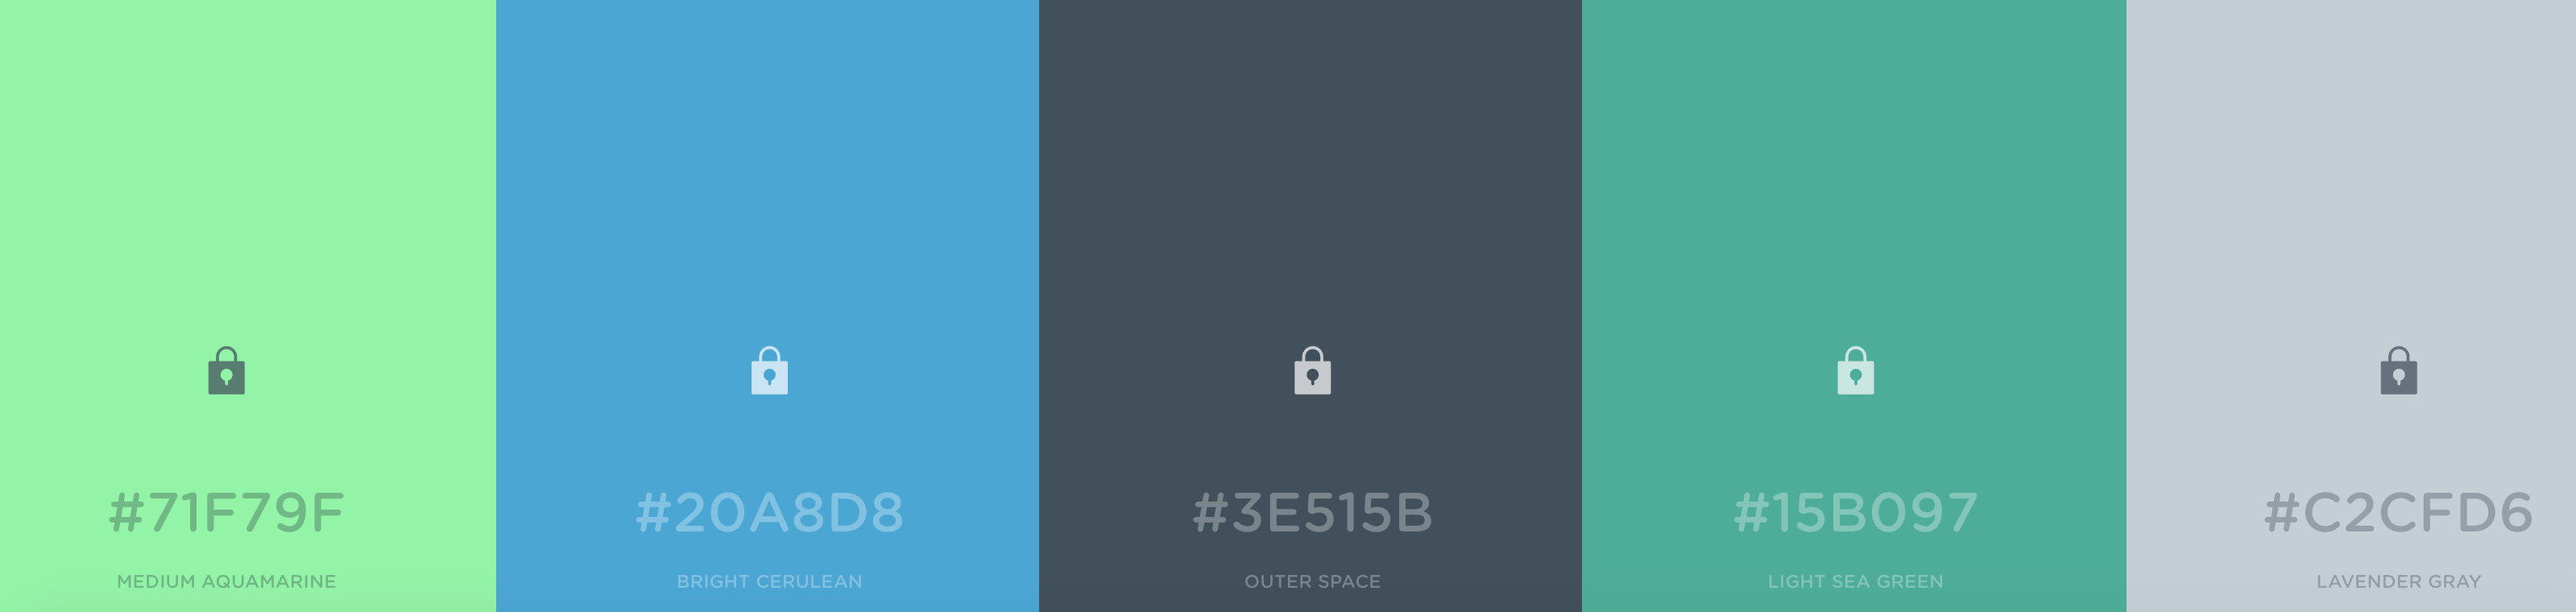 #71F79F
MEDIUM AQUAMARINE
#20A8D8
BRIGHT CERULEAN
#3E515B
OUTER SPACE
#15B097
LIGHT SEA GREEN
#C2CFD6
LAVENDER GRAY